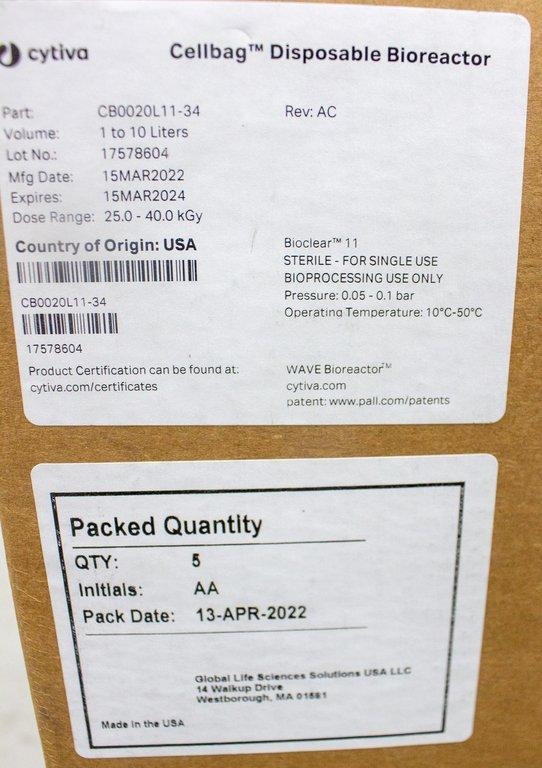 cytiva
Cellbag™ Disposable Bioreactor
Part: CB0020L11-34 Rev: AC
Volume: 1 to 10 Liters
Lot No.: 17578604
Mfg Date: 15MAR2022
Expires: 15MAR2024
Dose Range: 25.0 - 40.0 kGy
Country of Origin: USA
CB0020L11-34
17578604
Product Certification can be found at:
cytiva.com/certificates
Bioclear™ 11
STERILE - FOR SINGLE USE
BIOPROCESSING USE ONLY
Pressure: 0.05 - 0.1 bar
Operating Temperature: 10°C-50°C
WAVE Bioreactor™
cytiva.com
patent: www.pall.com/patents
Packed Quantity
QTY: 5
Initials: AA
Pack Date: 13-APR-2022
Global Life Sciences Solutions USA LLC
14 Walkup Drive
Westborough, MA 01581
Made in the USA